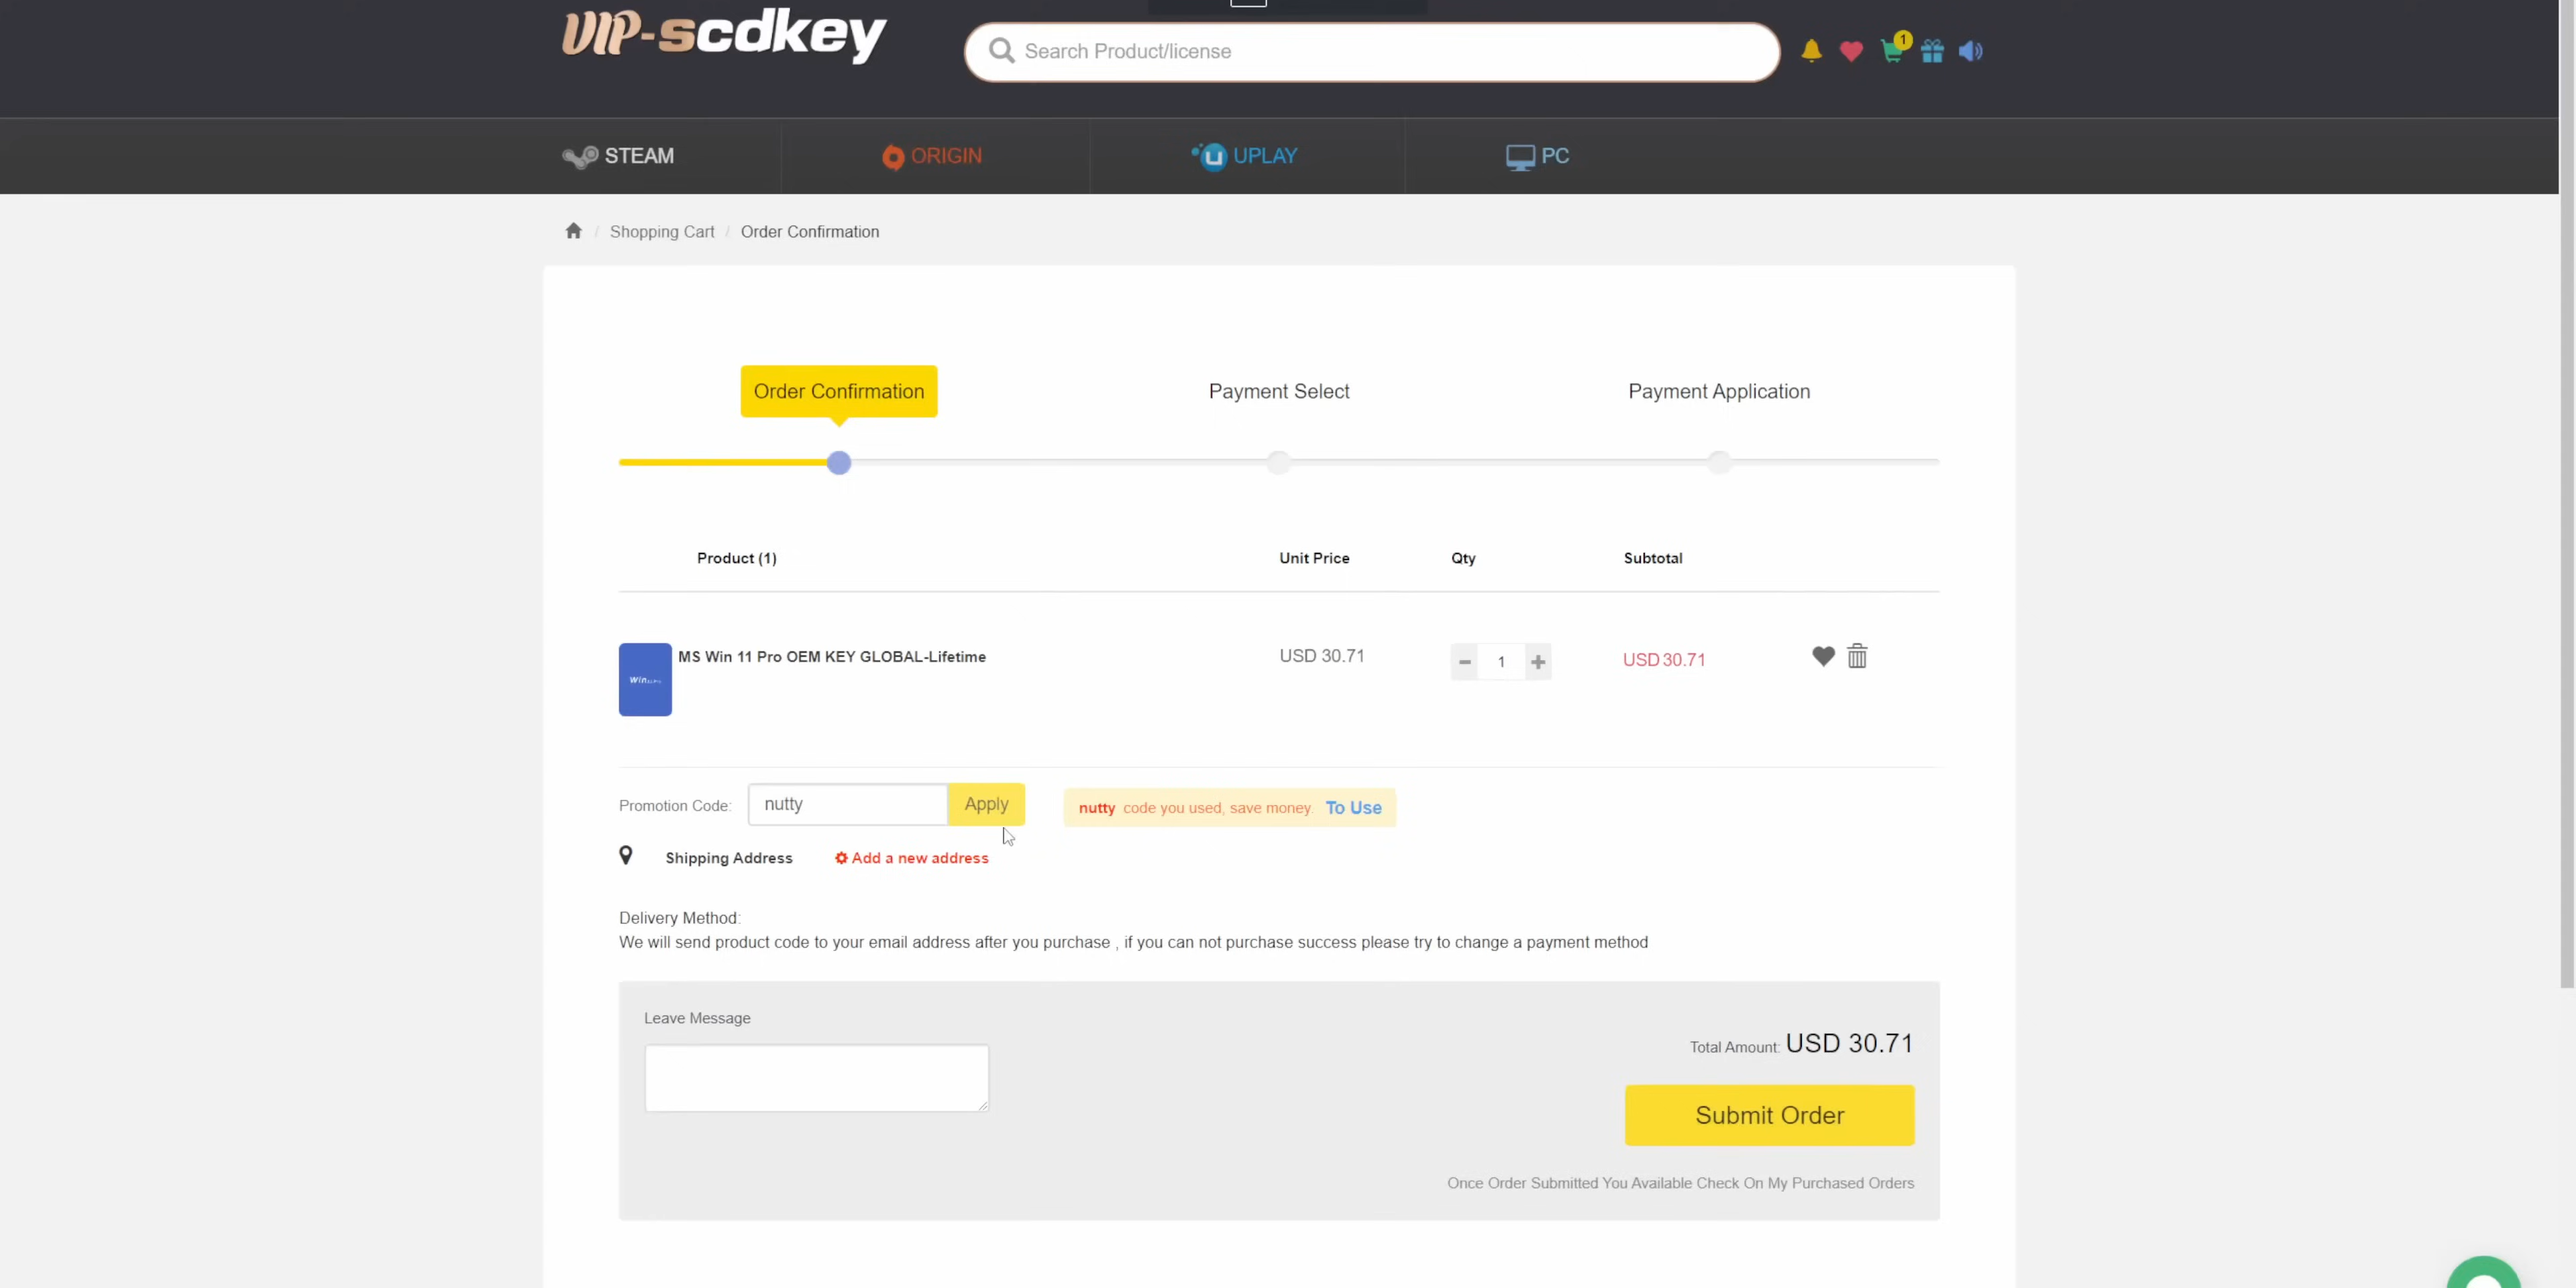 VIP-scdkey
Search Product/license
1
STEAM
ORIGIN
UPLAY
PC
/ Shopping Cart / Order Confirmation
Order Confirmation
Payment Select
Payment Application
Product (1)
Unit Price
Qty
Subtotal
MS Win 11 Pro OEM KEY GLOBAL-Lifetime
USD 30.71
1
USD 30.71
Promotion Code:
nutty
Apply
nutty code you used, save money. To Use
Shipping Address
Add a new address
Delivery Method:
We will send product code to your email address after you purchase , if you can not purchase success please try to change a payment method
Leave Message
Total Amount: USD 30.71
Submit Order
Once Order Submitted You Available Check On My Purchased Orders